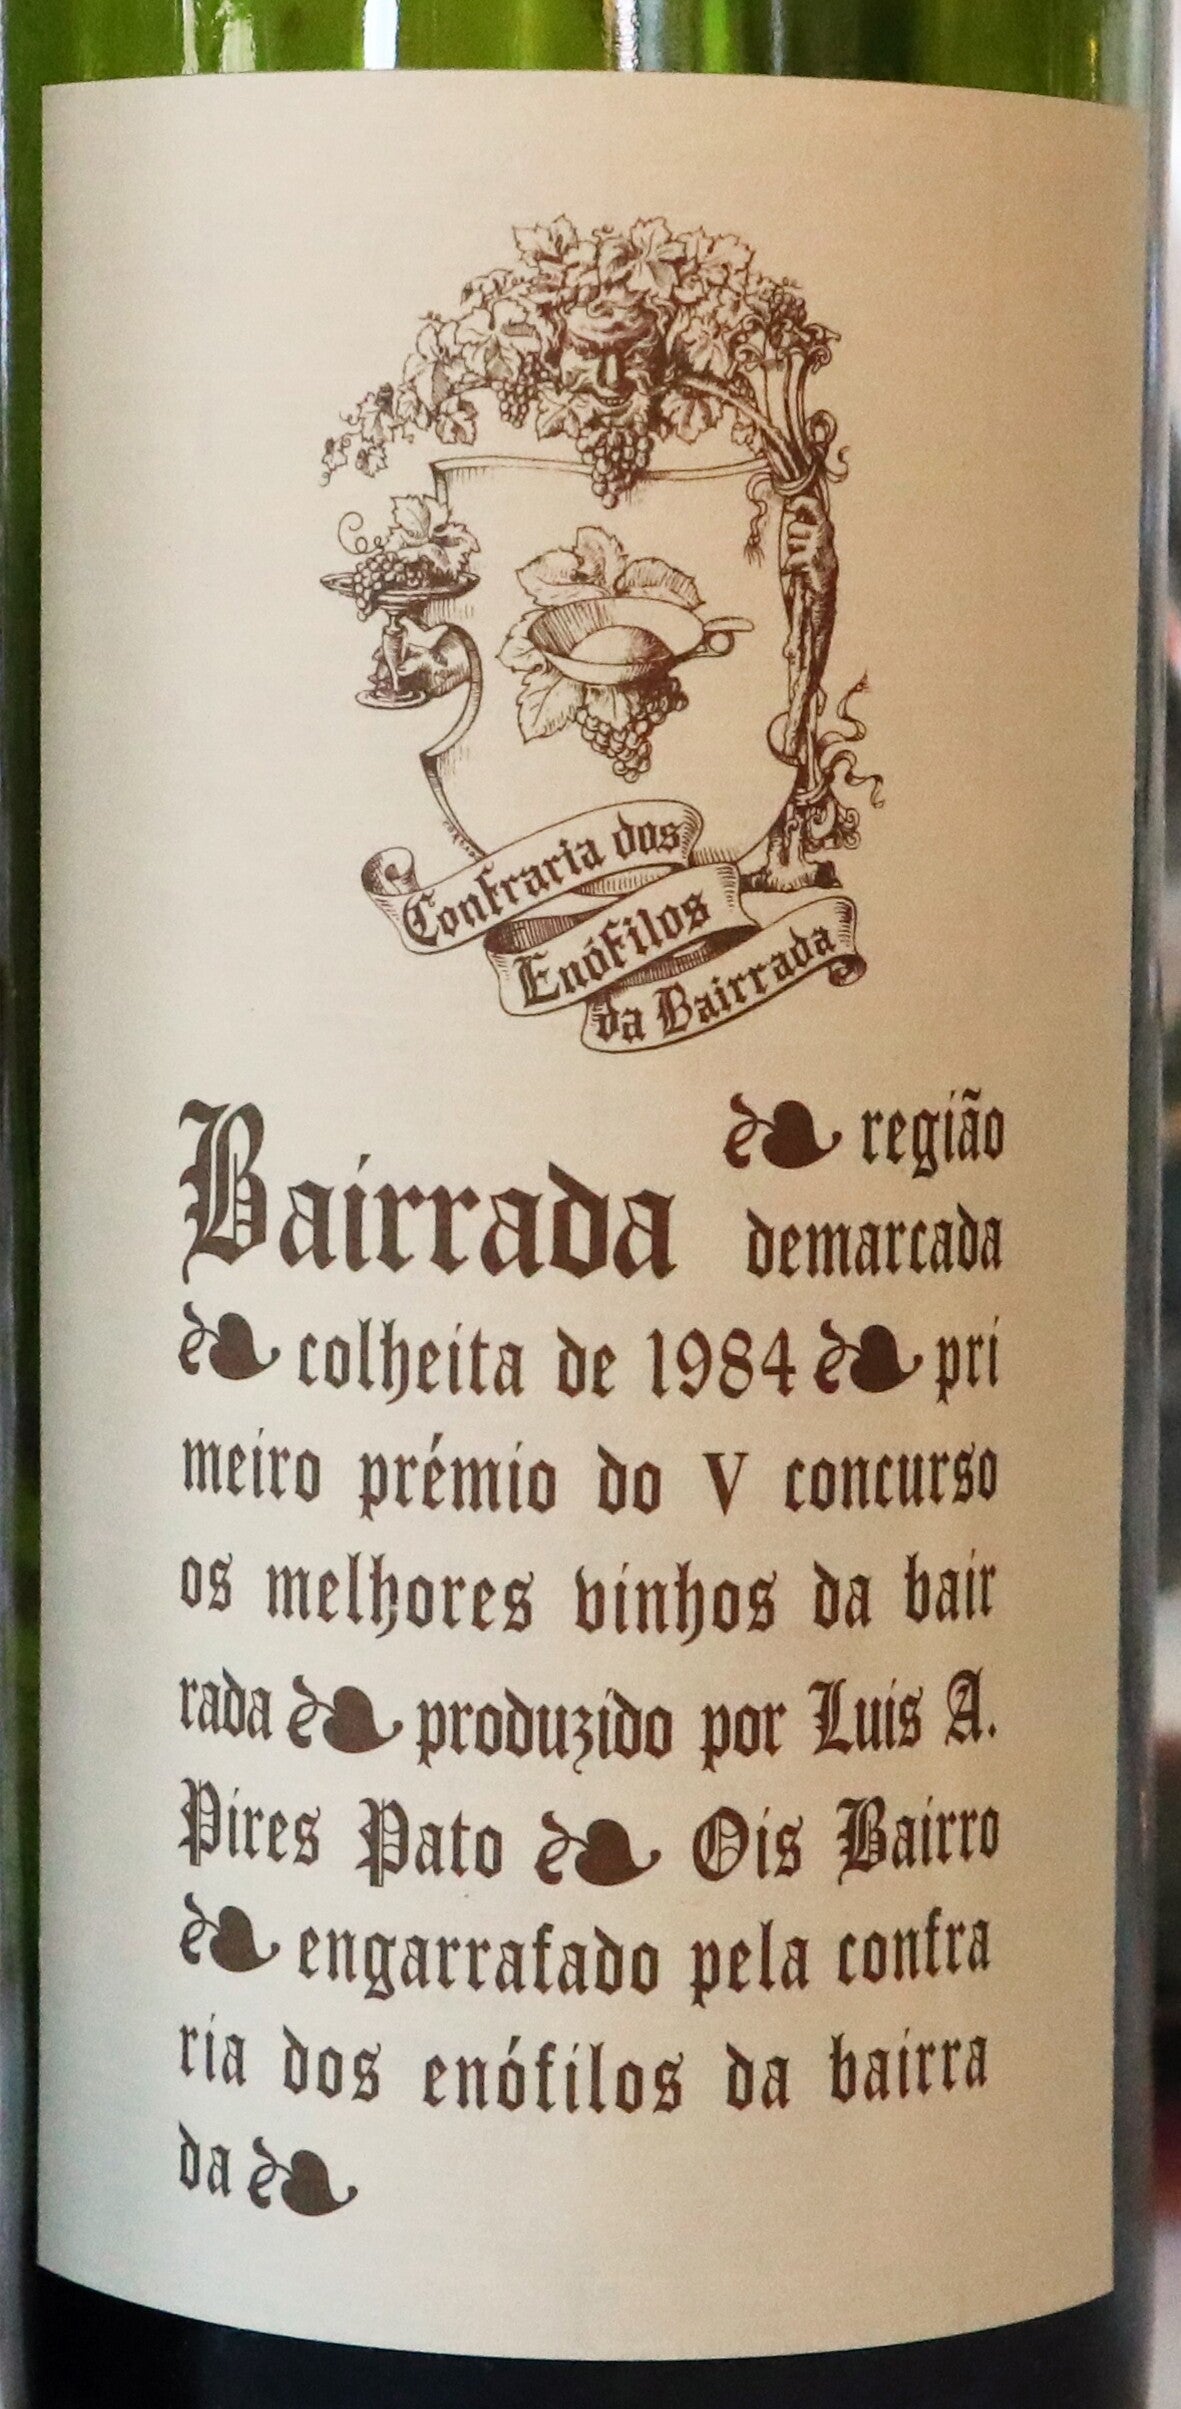 Confraria dos
Enófilos
da Bairrada
Bairrada região
demarcada
colheita de 1984 pri
meiro prémio do V concurso
os melhores vinhos da bair
rada produzido por Luis A.
Pires Pato Ois Bairro
engarrafado pela confra
ria dos enófilos da bairra
da